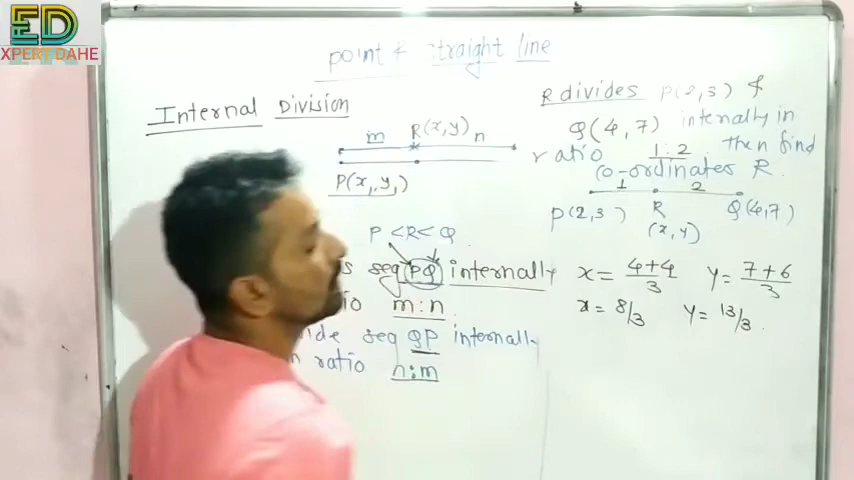 ED
XPERT DAHE
point & straight line
Internal Division
m R(x,y) n
P(x,y,)
P <R< Q
seg PQ internally
m:n
seg QP internally
ratio n:m
R divides P(2,3) &
Q(4,7) internally in
ratio 1:2 then find
co-ordinates R.
1 2
P(2,3) R Q(4,7)
(x,y)
x= 4+4/3 y= 7+6/3
x= 8/3 y= 13/3.